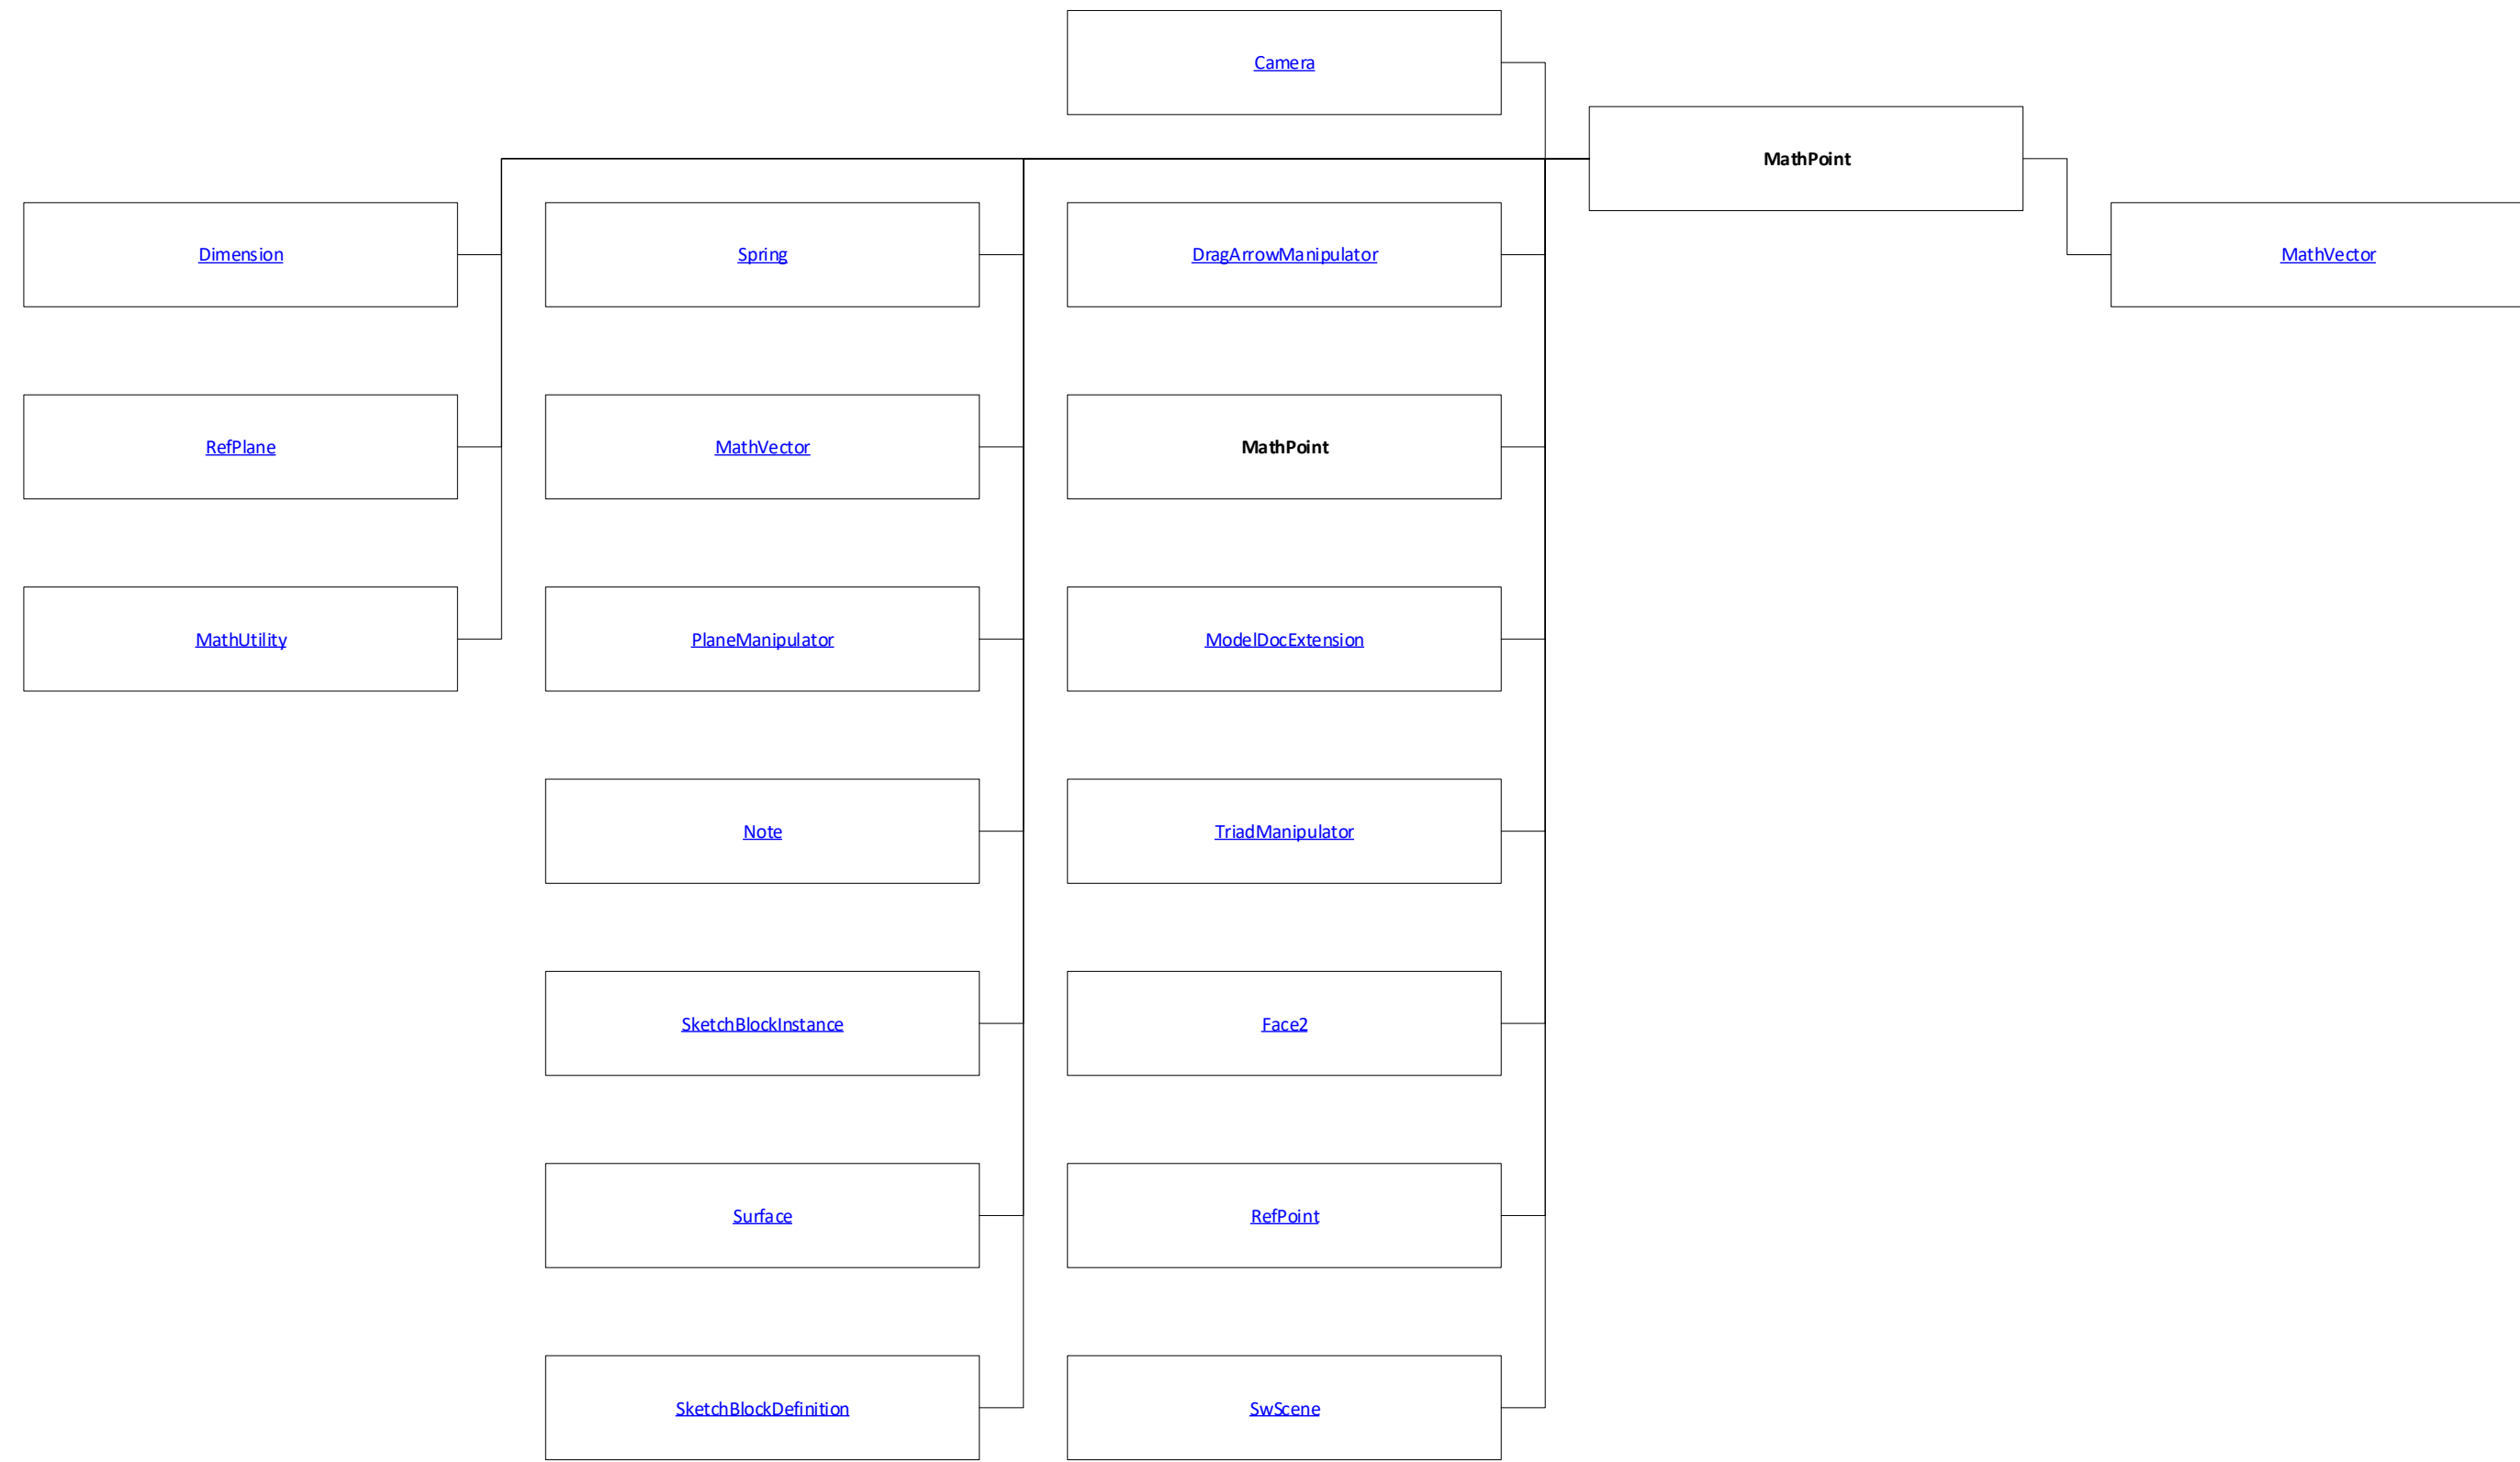 Camera
MathPoint
Dimension
Spring
DragArrowManipulator
MathVector
RefPlane
MathVector
MathPoint
MathUtility
PlaneManipulator
ModelDocExtension
Note
TriadManipulator
SketchBlockInstance
Face2
Surface
RefPoint
SketchBlockDefinition
SwScene